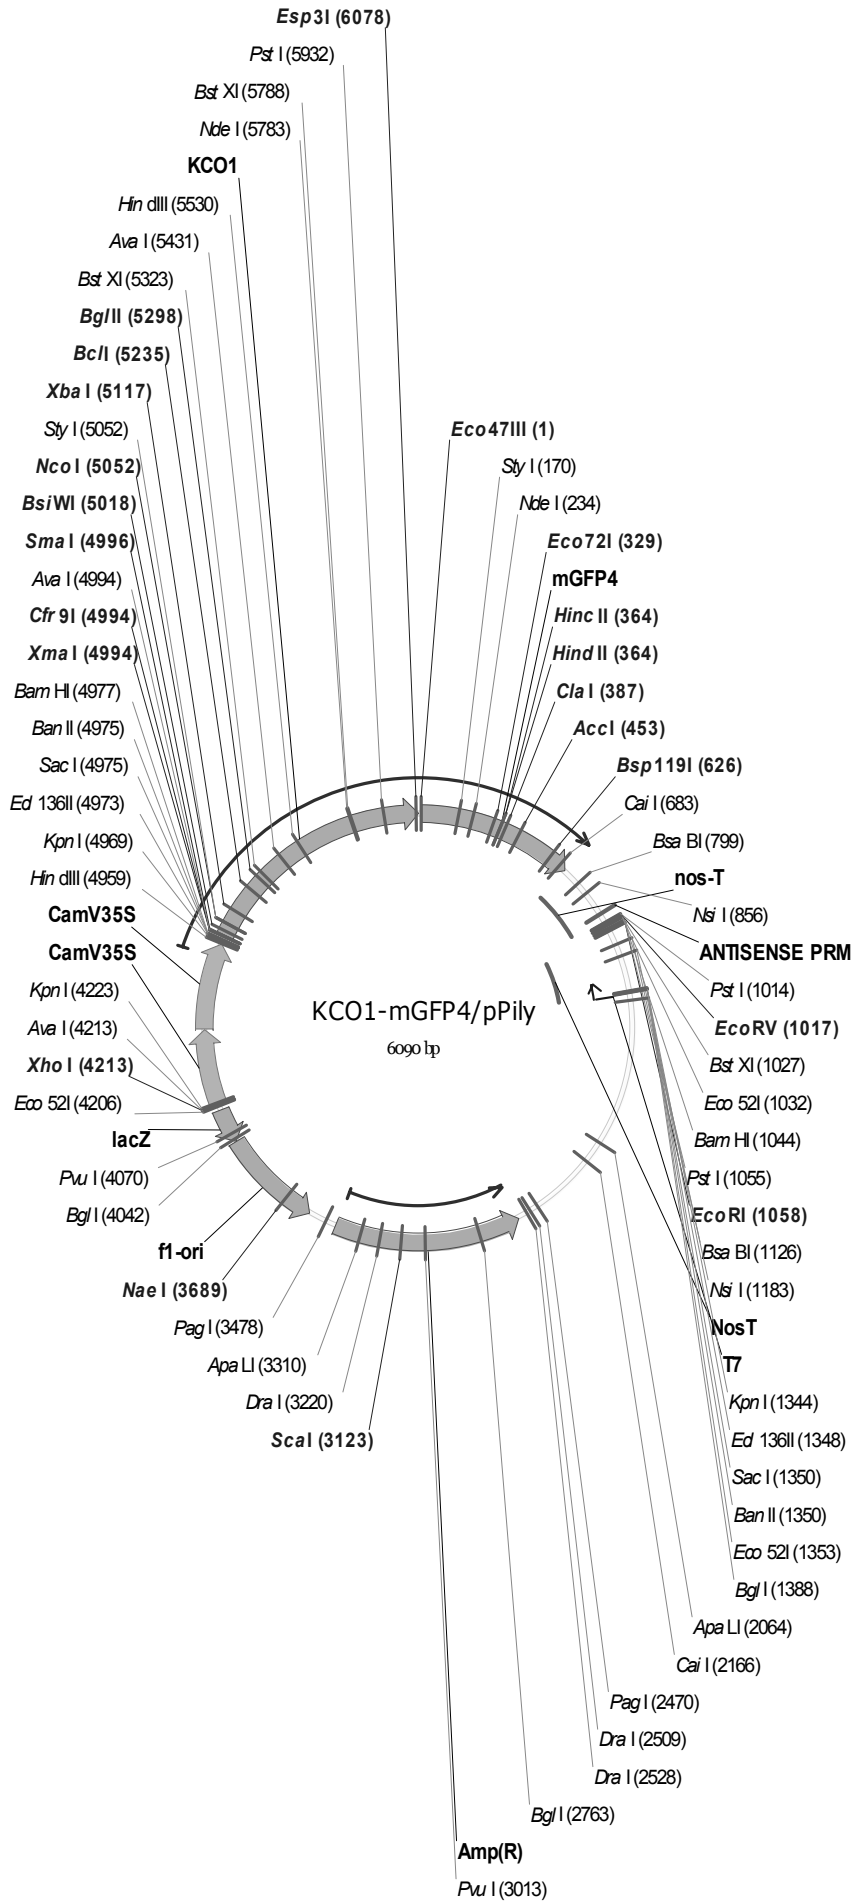 Esp3I (6078)
Pst I (5932)
Bst XI (5788)
Nde I (5783)
KCO1
Hin dIII (5530)
Ava I (5431)
Bst XI (5323)
BglII (5298)
BclI (5235)
Xba I (5117)
Sty I (5052)
Nco I (5052)
BsiWI (5018)
Sma I (4996)
Ava I (4994)
Cfr 9I (4994)
Xma I (4994)
Bam HI (4977)
Ban II (4975)
Sac I (4975)
Ecl 136II (4973)
Kpn I (4969)
Hin dIII (4959)
CamV35S
CamV35S
Kpn I (4223)
Ava I (4213)
Xho I (4213)
Eco 52I (4206)
lacZ
Pvu I (4070)
Bgl I (4042)
f1-ori
Nae I (3689)
Pag I (3478)
Apa LI (3310)
Dra I (3220)
ScaI (3123)
Eco47III (1)
Sty I (170)
Nde I (234)
Eco72I (329)
mGFP4
Hinc II (364)
Hind II (364)
Cla I (387)
AccI (453)
Bsp119I (626)
Cai I (683)
Bsa BI (799)
nos-T
Nsi I (856)
ANTISENSE PRM
Pst I (1014)
EcoRV (1017)
Bst XI (1027)
Eco 52I (1032)
Bam HI (1044)
Pst I (1055)
EcoRI (1058)
Bsa BI (1126)
Nsi I (1183)
NosT
T7
Kpn I (1344)
Ecl 136II (1348)
Sac I (1350)
Ban II (1350)
Eco 52I (1353)
Bgl I (1388)
Apa LI (2064)
Cai I (2166)
Pag I (2470)
Dra I (2509)
Dra I (2528)
Bgl I (2763)
Amp(R)
Pvu I (3013)
KCO1-mGFP4/pPily
6090 bp